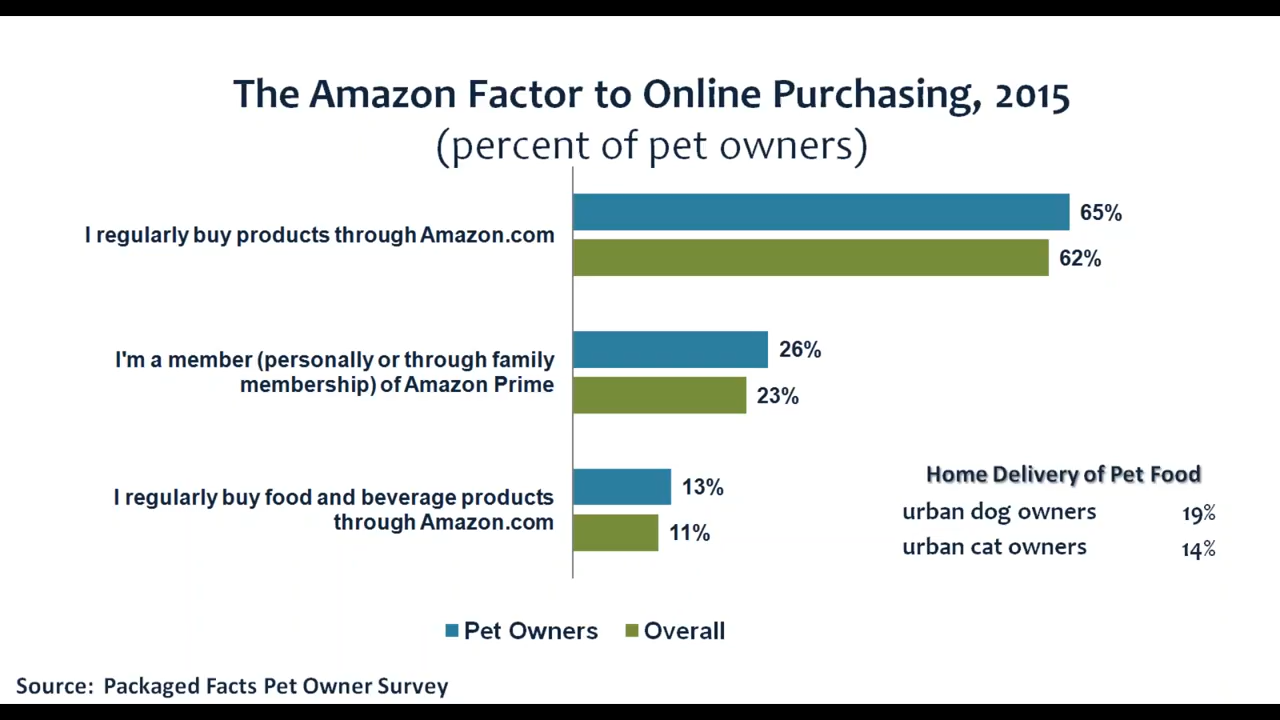 The Amazon Factor to Online Purchasing, 2015
(percent of pet owners)
I regularly buy products through Amazon.com
65%
62%
I'm a member (personally or through family
membership) of Amazon Prime
26%
23%
I regularly buy food and beverage products
through Amazon.com
13%
11%
Home Delivery of Pet Food
urban dog owners 19%
urban cat owners 14%
Pet Owners Overall
Source: Packaged Facts Pet Owner Survey